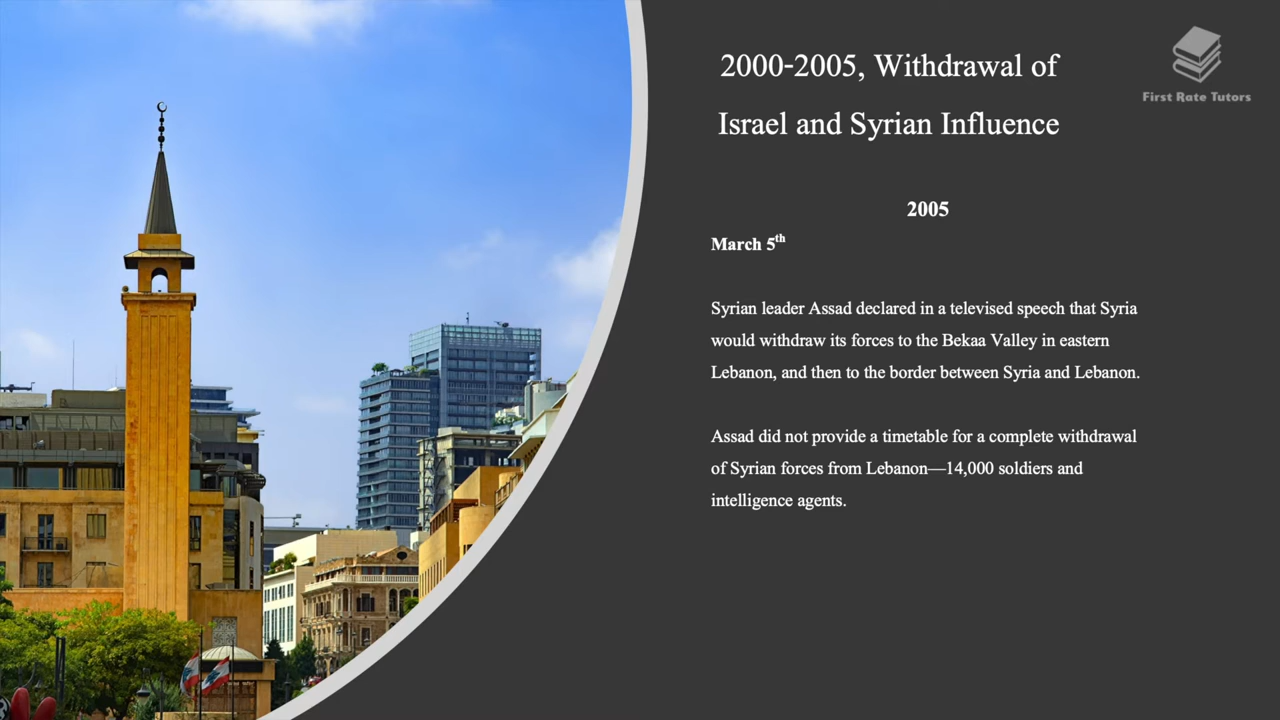 2000-2005, Withdrawal of
Israel and Syrian Influence
First Rate Tutors
2005
March 5th
Syrian leader Assad declared in a televised speech that Syria
would withdraw its forces to the Bekaa Valley in eastern
Lebanon, and then to the border between Syria and Lebanon.
Assad did not provide a timetable for a complete withdrawal
of Syrian forces from Lebanon—14,000 soldiers and
intelligence agents.